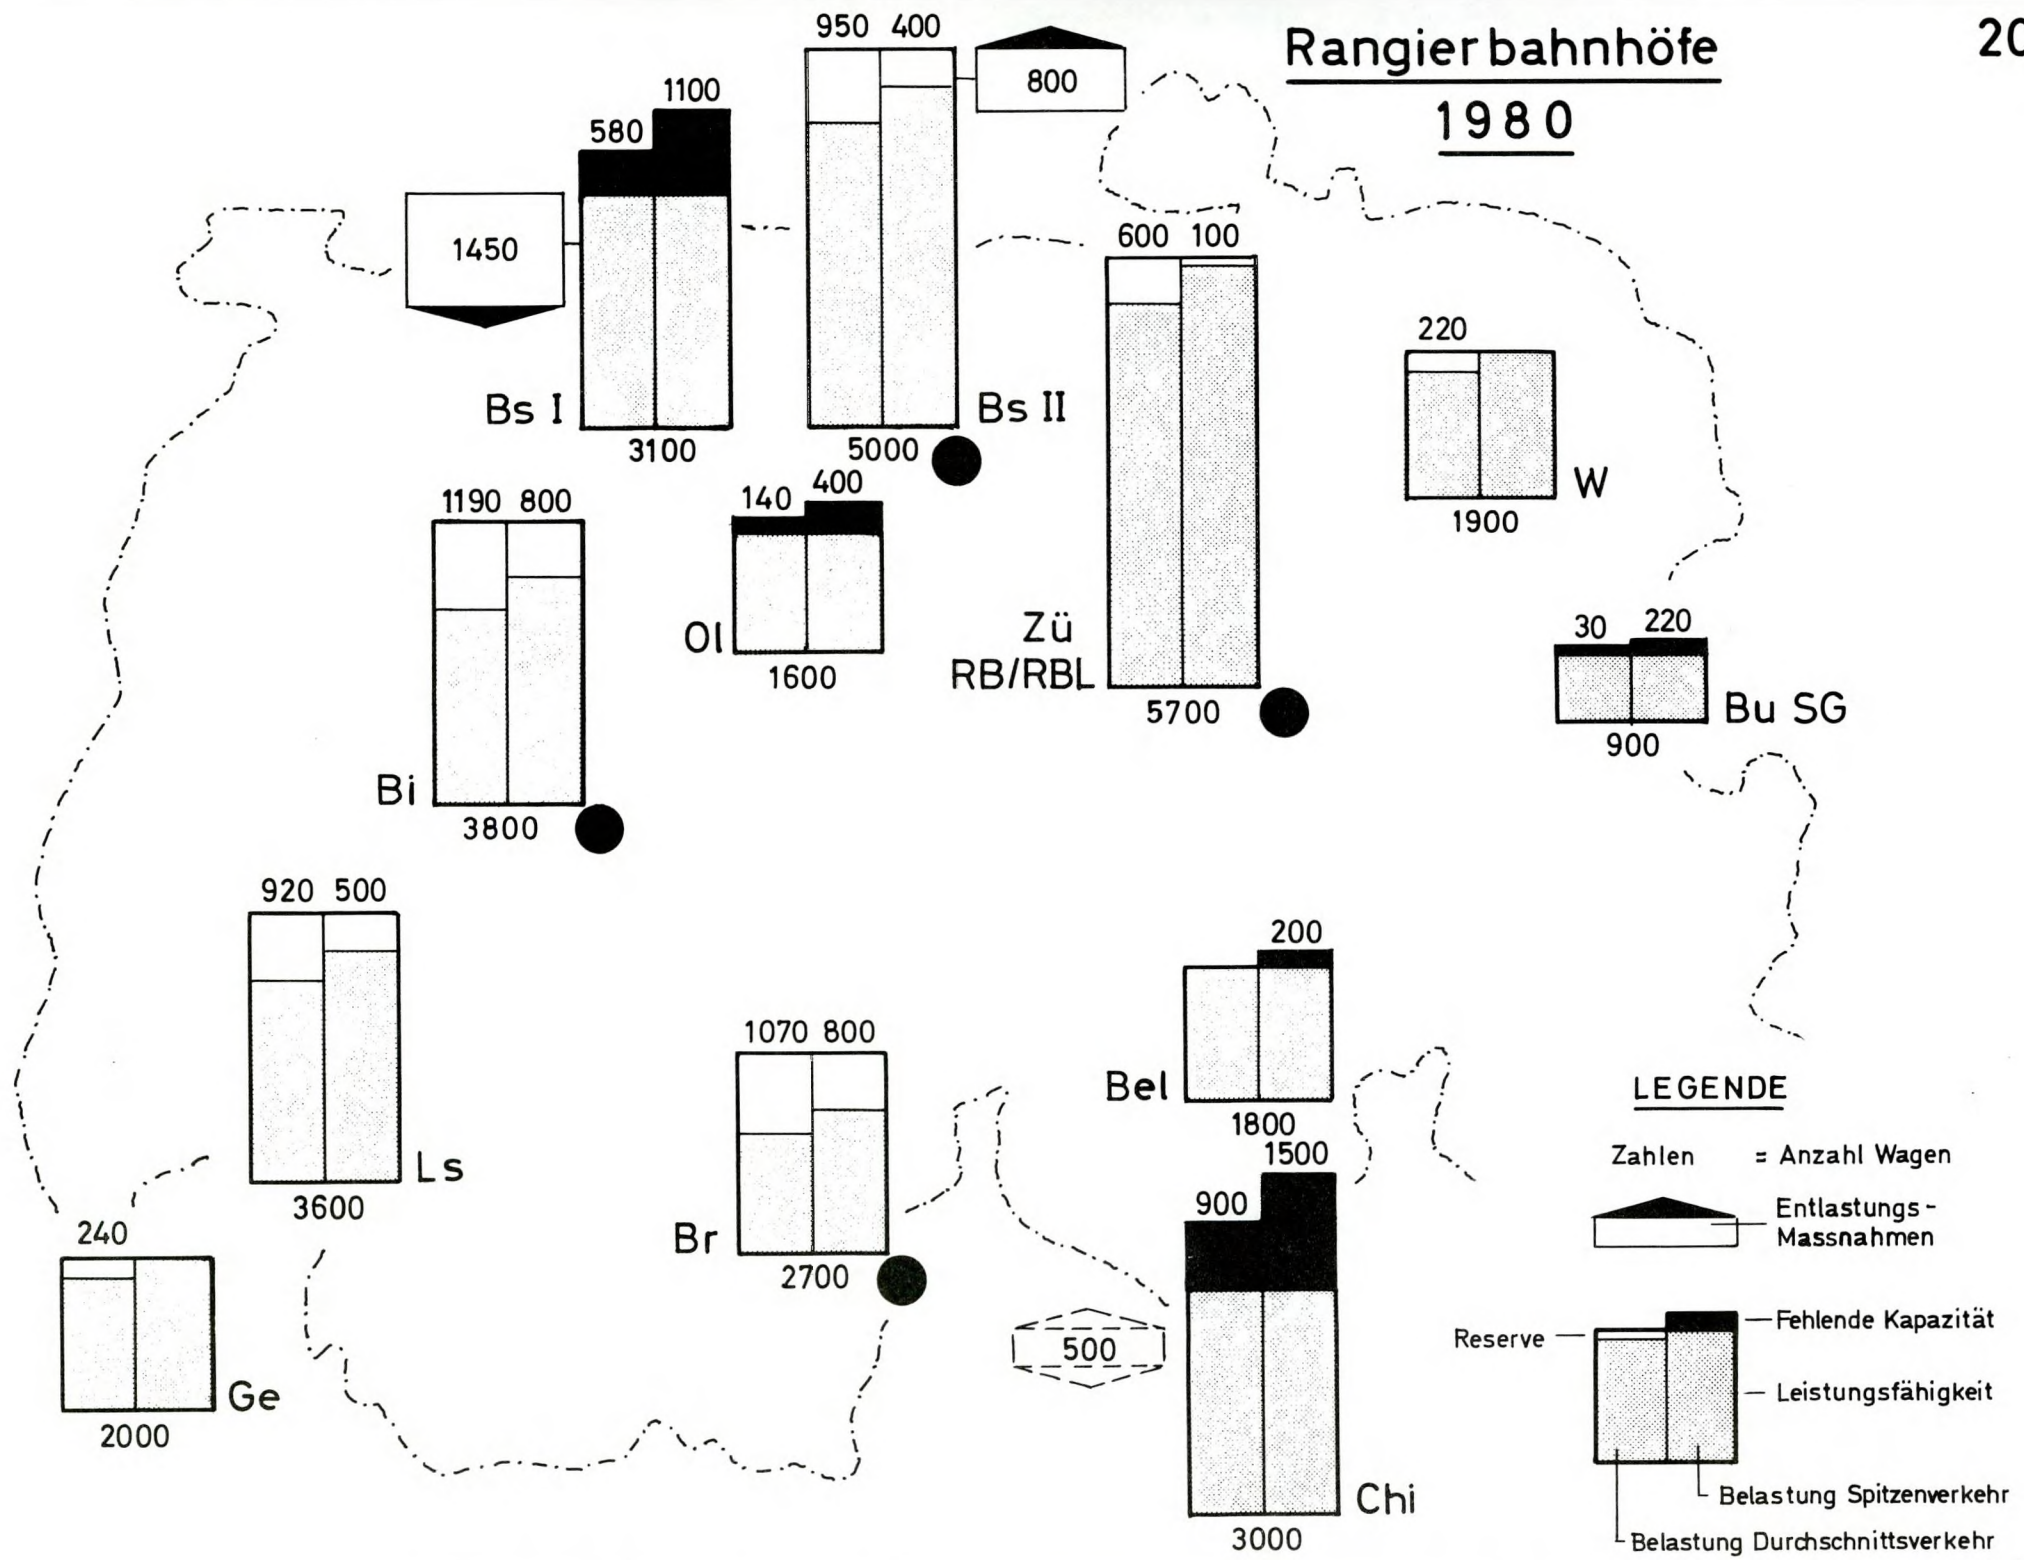 Rangierbahnhöfe
1980
20
950 400
800
1100
580
1450
Bs I
3100
Bs II
5000
600 100
Zü
RB/RBL
5700
220
W
1900
1190 800
Bi
3800
140 400
Ol
1600
30 220
Bu SG
900
920 500
Ls
3600
200
Bel
1800
1070 800
Br
2700
1500
900
500
Chi
3000
240
Ge
2000
LEGENDE
Zahlen = Anzahl Wagen
Entlastungs-
Massnahmen
Reserve
Fehlende Kapazität
Leistungsfähigkeit
Belastung Spitzenverkehr
Belastung Durchschnittsverkehr